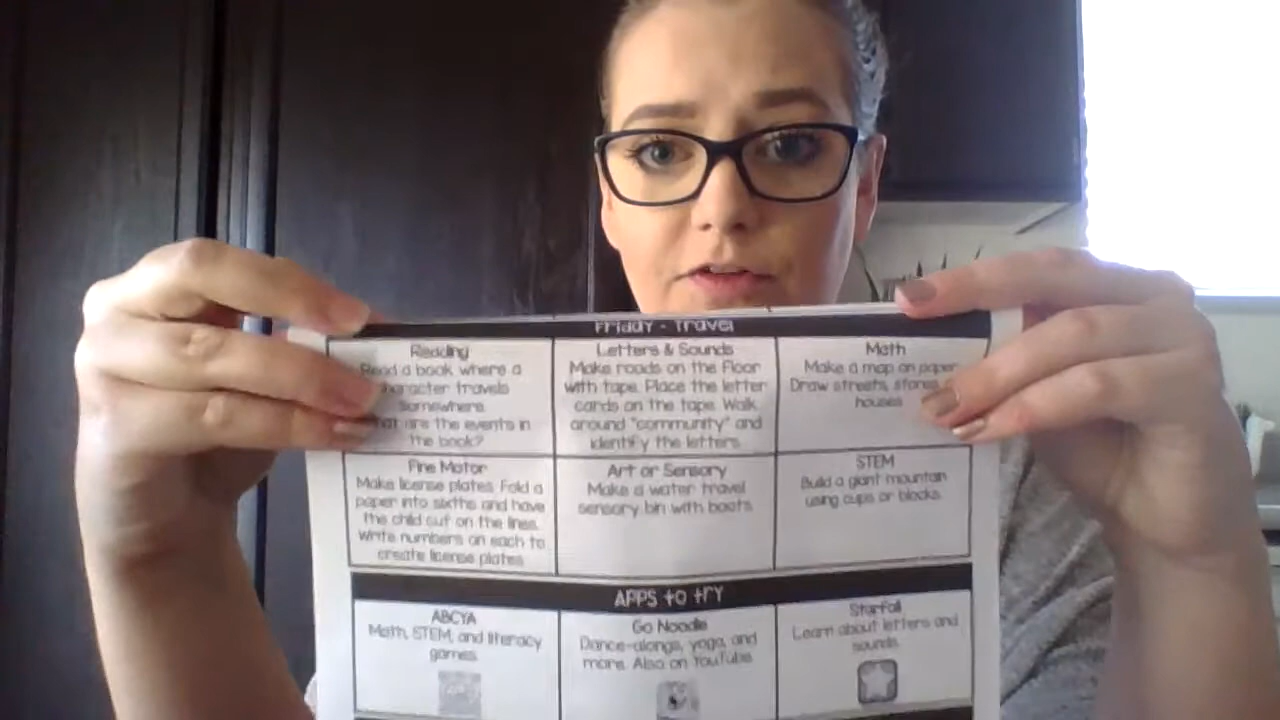 Friday - Travel
Reading
Read a book where a
character travels
somewhere.
What are the events in
the book?
Letters & Sounds
Make roads on the floor
with tape. Place the letter
cards on the tape. Walk
around "community" and
identify the letters.
Math
Make a map on paper.
Draw streets, stores,
houses
Fine Motor
Make license plates. Fold a
paper into sixths and have
the child cut on the lines.
Write numbers on each to
create license plates
Art or Sensory
Make a water travel
sensory bin with boats
STEM
Build a giant mountain
using cups or blocks.
APPS to try
ABCYA
Math, STEM, and literacy
games.
Go Noodle
Dance-alongs, yoga, and
more. Also on YouTube
Starfall
Learn about letters and
sounds.